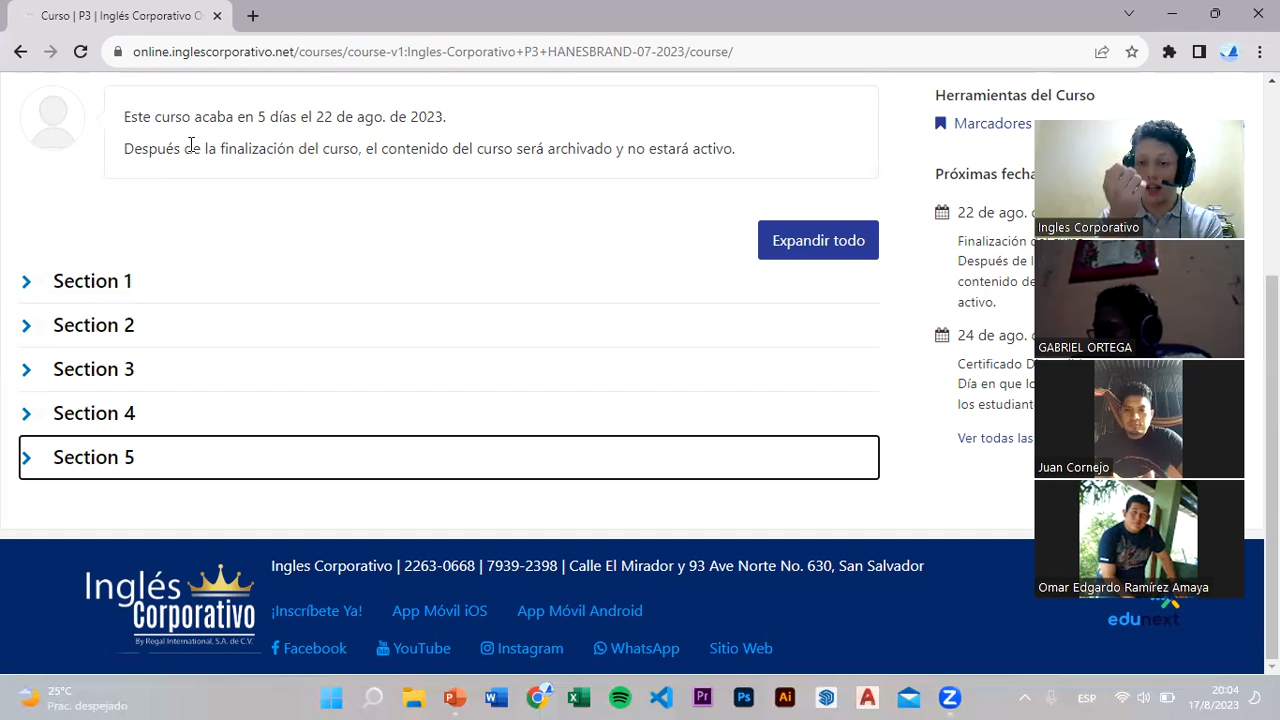 Curso | P3 | Inglés Corporativo O
online.inglescorporativo.net/courses/course-v1:Ingles-Corporativo+P3+HANESBRAND-07-2023/course/
Este curso acaba en 5 días el 22 de ago. de 2023.
Después de la finalización del curso, el contenido del curso será archivado y no estará activo.
Expandir todo
Section 1
Section 2
Section 3
Section 4
Section 5
Herramientas del Curso
Marcadores
Próximas fecha
22 de ago.
Finalización
Después de l
contenido de
activo.
24 de ago.
Certificado D
Día en que lo
los estudiant
Ver todas las
Ingles Corporativo
GABRIEL ORTEGA
Juan Cornejo
Omar Edgardo Ramírez Amaya
Inglés
Corporativo
By Regal International, S.A. de C.V.
Ingles Corporativo | 2263-0668 | 7939-2398 | Calle El Mirador y 93 Ave Norte No. 630, San Salvador
¡Inscríbete Ya! App Móvil iOS App Móvil Android
Facebook YouTube Instagram WhatsApp Sitio Web
edunext
25°C
Prac. despejado
ESP
20:04
17/8/2023